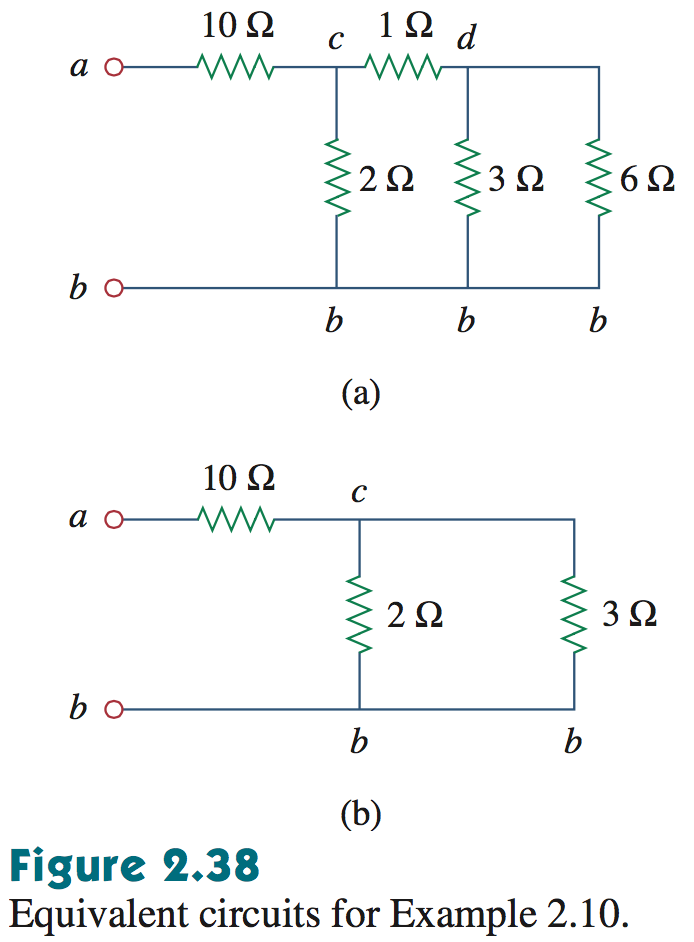 10 Ω c 1 Ω d
a
2 Ω 3 Ω 6 Ω
b
b b b
(a)
10 Ω c
a
2 Ω 3 Ω
b
b b
(b)
Figure 2.38
Equivalent circuits for Example 2.10.